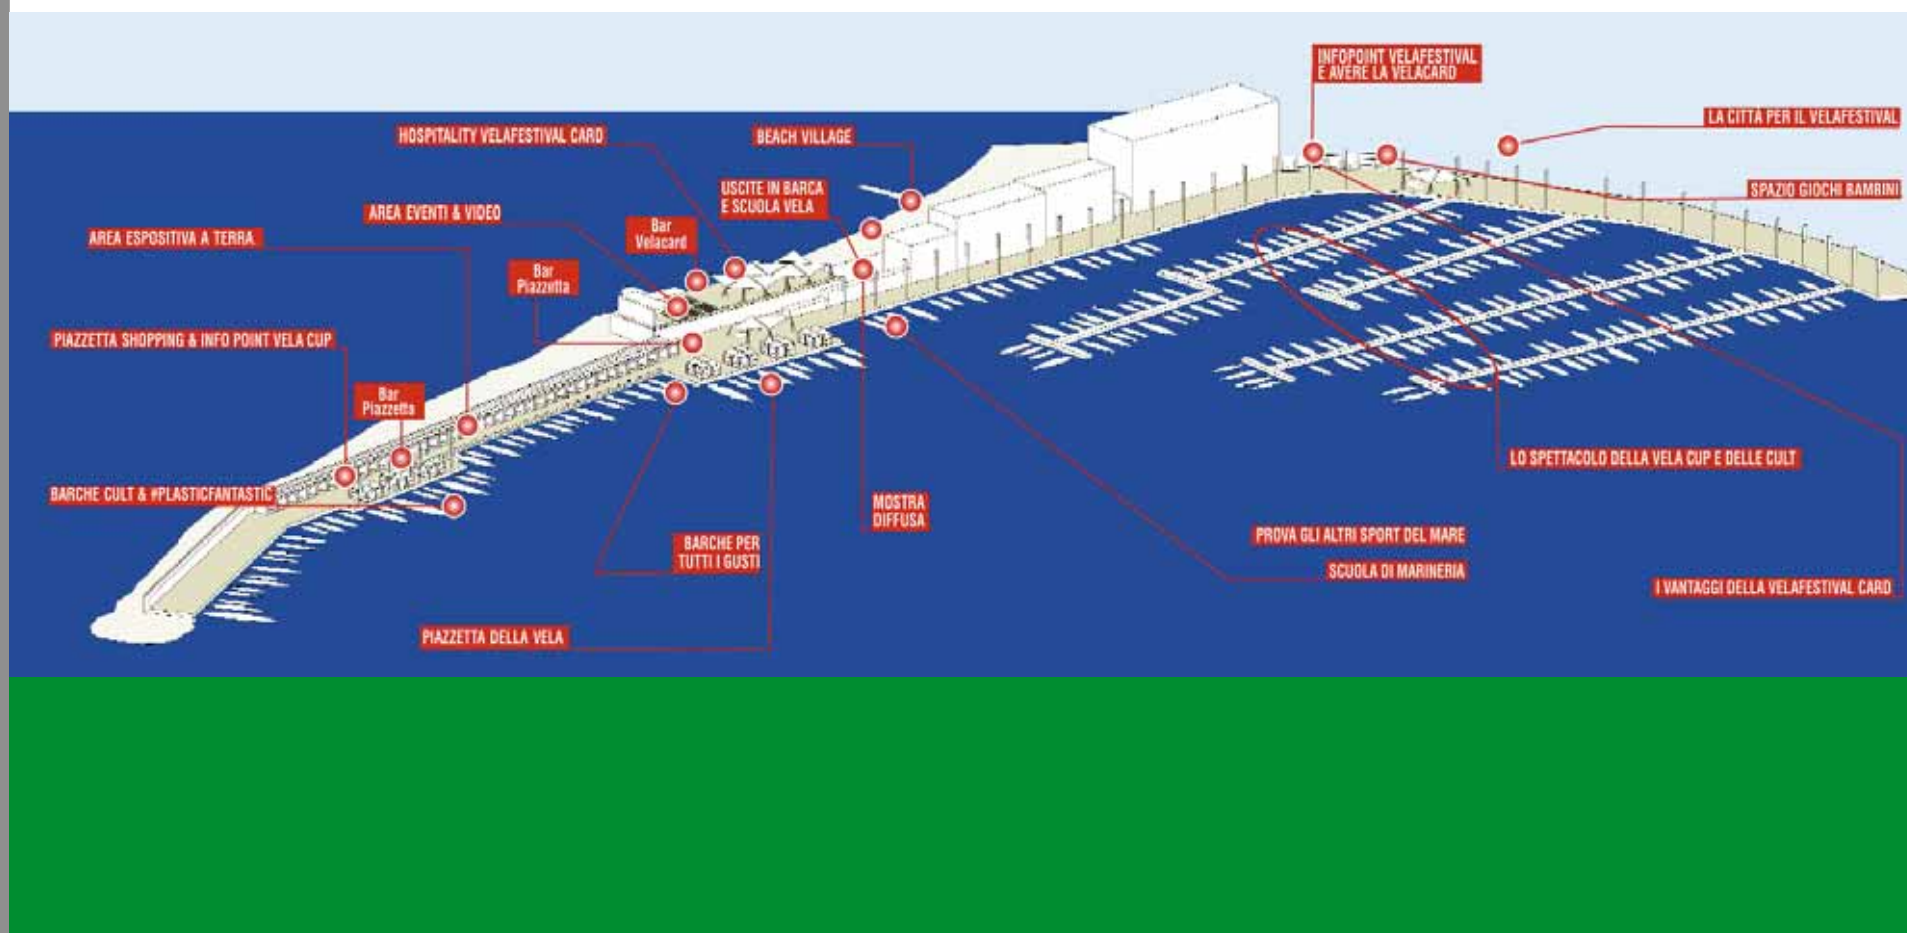 INFOPOINT VELAFESTIVAL
E AVERE LA VELACARD
LA CITTÀ PER IL VELAFESTIVAL
HOSPITALITY VELAFESTIVAL CARD
BEACH VILLAGE
USCITE IN BARCA
E SCUOLA VELA
SPAZIO GIOCHI BAMBINI
AREA EVENTI & VIDEO
Bar
Velacard
AREA ESPOSITIVA A TERRA
Bar
Piazzetta
PIAZZETTA SHOPPING & INFO POINT VELA CUP
Bar
Piazzetta
LO SPETTACOLO DELLA VELA CUP E DELLE CULT
BARCHE CULT & #PLASTICFANTASTIC
MOSTRA
DIFFUSA
BARCHE PER
TUTTI I GUSTI
PROVA GLI ALTRI SPORT DEL MARE
SCUOLA DI MARINERIA
I VANTAGGI DELLA VELAFESTIVAL CARD
PIAZZETTA DELLA VELA